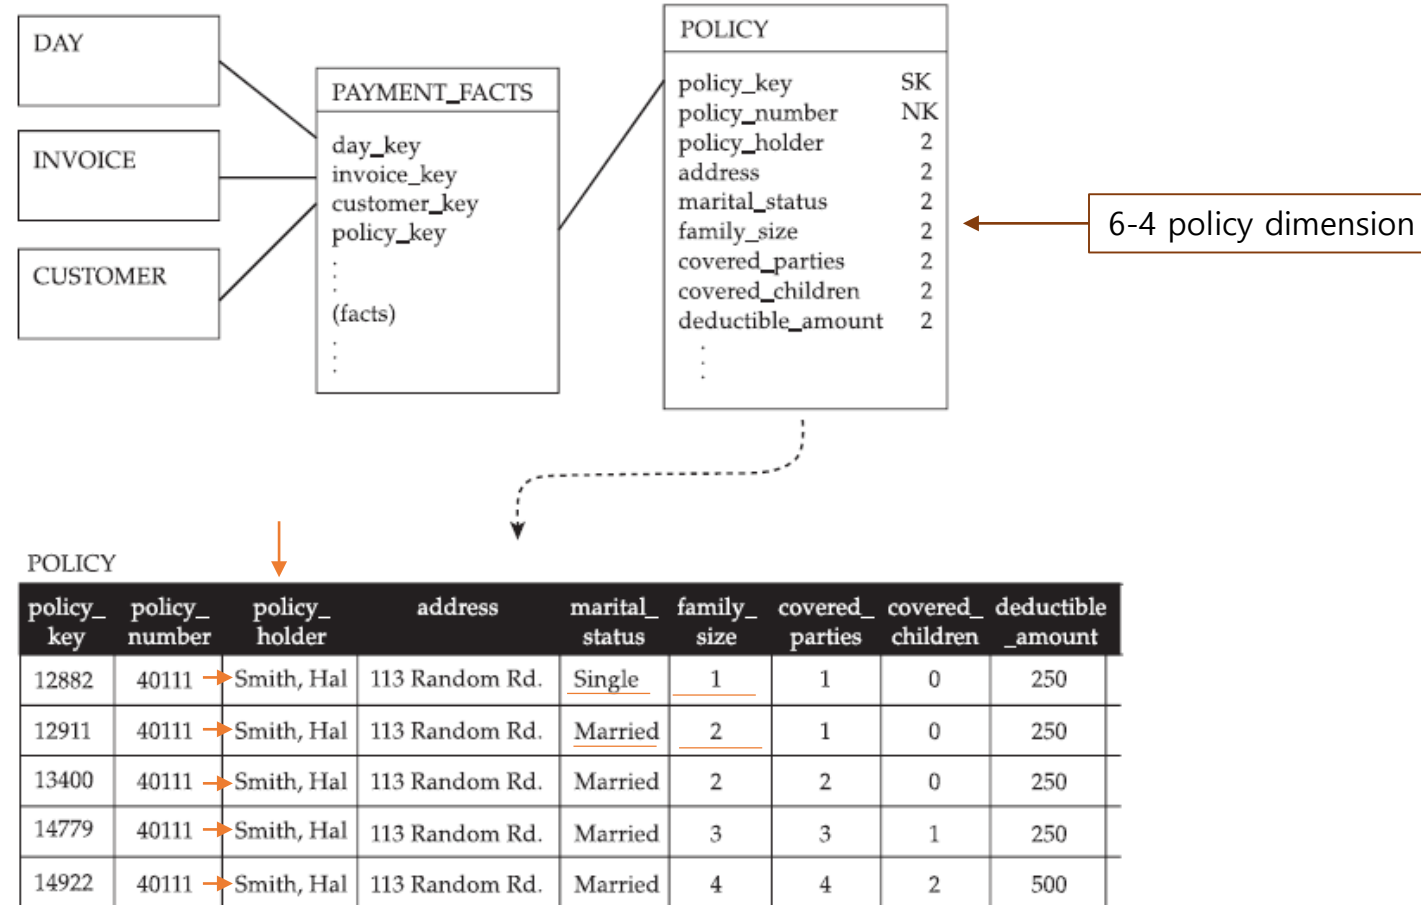 DAY
INVOICE
CUSTOMER
PAYMENT_FACTS
day_key
invoice_key
customer_key
policy_key
(facts)
POLICY
policy_key SK
policy_number NK
policy_holder 2
address 2
marital_status 2
family_size 2
covered_parties 2
covered_children 2
deductible_amount 2
6-4 policy dimension
POLICY
policy_ policy_ policy_ address marital_ family_ covered_ covered_ deductible
key number holder status size parties children _amount
12882 40111 Smith, Hal 113 Random Rd. Single 1 1 0 250
12911 40111 Smith, Hal 113 Random Rd. Married 2 1 0 250
13400 40111 Smith, Hal 113 Random Rd. Married 2 2 0 250
14779 40111 Smith, Hal 113 Random Rd. Married 3 3 1 250
14922 40111 Smith, Hal 113 Random Rd. Married 4 4 2 500